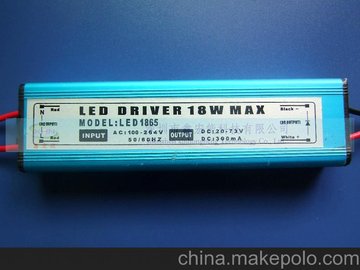 LED DRIVER 18W MAX
MODEL:LED1865
INPUT
AC:100-264V
50/60HZ
OUTPUT
DC:20-73V
DC:300mA
Red
Red
Black -
White +
china.makepolo.com